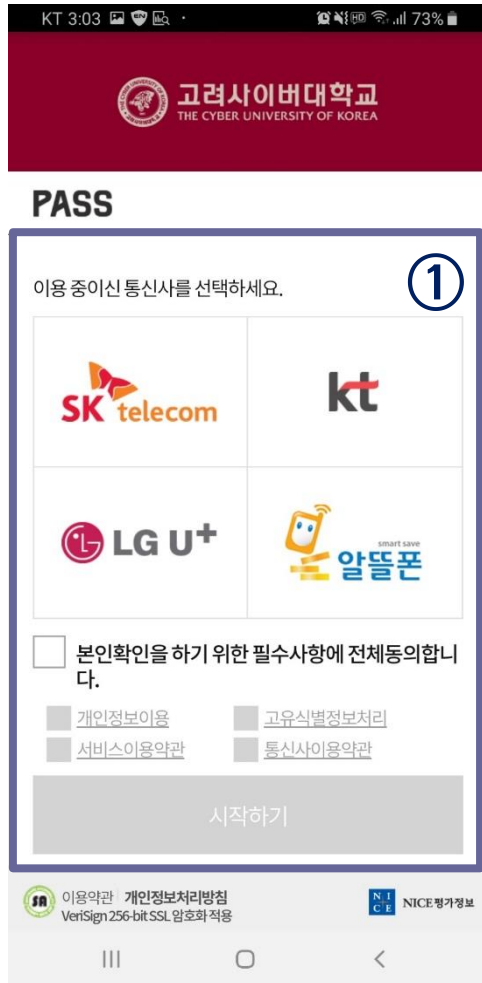 KT 3:03 HD 73%
고려사이버대학교
THE CYBER UNIVERSITY OF KOREA
PASS
①
이용 중이신 통신사를 선택하세요.
SK telecom
kt
LG U+
smart save
알뜰폰
본인확인을 하기 위한 필수사항에 전체동의합니
다.
개인정보이용 고유식별정보처리
서비스이용약관 통신사이용약관
시작하기
이용약관 개인정보처리방침
VeriSign 256-bit SSL 암호화 적용
SA
NICE NICE평가정보